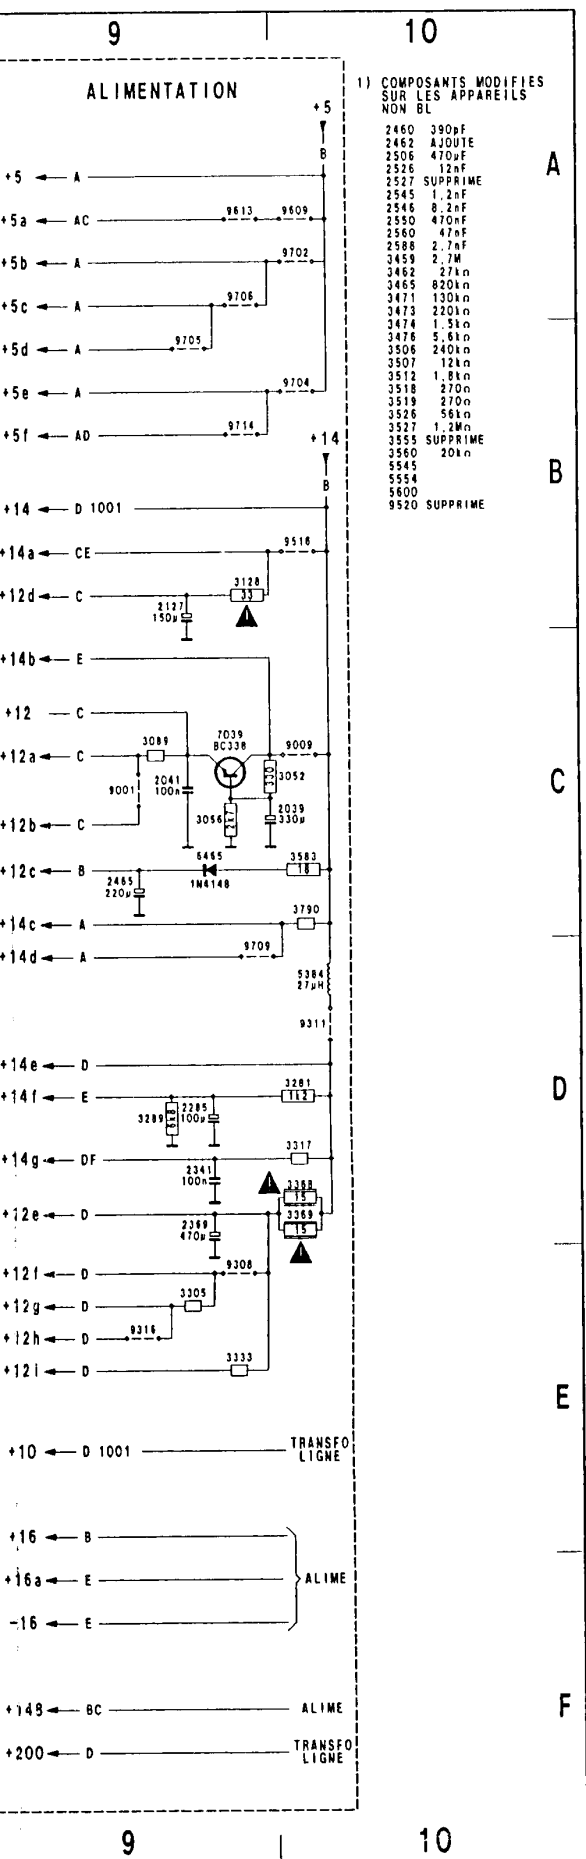 9 10
ALIMENTATION
+5
B
1) COMPOSANTS MODIFIES
SUR LES APPAREILS
NON BL
2460 390pF
2462 AJOUTE
2506 470µF
2526 12nF
2527 SUPPRIME
2545 1,2nF
2546 8,2nF
2550 470nF
2560 47nF
2588 2,7nF
3459 2,7M
3462 27kΩ
3465 820kΩ
3471 130kΩ
3473 220kΩ
3474 1,5kΩ
3476 5,6kΩ
3506 240kΩ
3507 12kΩ
3512 1,8kΩ
3518 270Ω
3519 270Ω
3526 56kΩ
3527 1,2MΩ
3555 SUPPRIME
3560 20kΩ
5545
5554
5600
9520 SUPPRIME
A
+5 A
+5a AC 9613 9609
+5b A 9702
+5c A 9706
+5d A 9705
+5e A 9704
+5f AD 9714
+14
B
B
+14 D 1001
+14a CE 9516
+12d C 2127 150µ 3128 33
+14b E
+12 C
+12a C 3089 7039 BC338 9009
C
9001 2041 100n 330 3052
3056 2k7 2039 330µ
+12b C
+12c B 2465 220µ 6465 1N4148 3583 18
+14c A 3790
+14d A 9709
5384
27µH
9311
D
+14e D
+14f E 3289 6k8 2285 100µ 3281 1k2
+14g DF 2341 100n 3317
3368 15
+12e D 2369 470µ 3369 15
+12f D 9308
+12g D 3305
+12h D 9316
+12i D 3333
E
+10 D 1001 TRANSFO
LIGNE
+16 B
+16a E ALIME
-16 E
F
+148 BC ALIME
+200 D TRANSFO
LIGNE
9 10